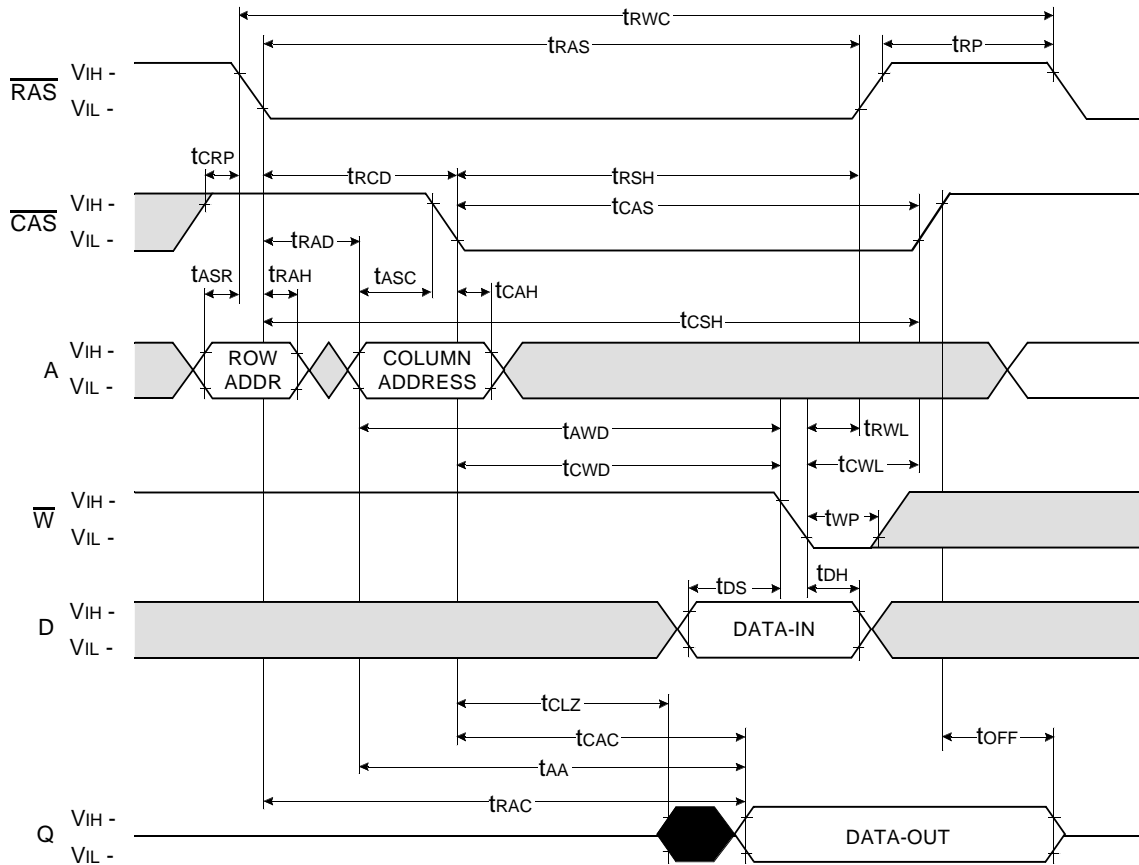 tRWC
tRAS
tRP
RAS
VIH -
VIL -
tCRP
tRCD
tRSH
CAS
VIH -
VIL -
tCAS
tRAD
tASR
tRAH
tASC
tCAH
tCSH
A
VIH -
VIL -
ROW
ADDR
COLUMN
ADDRESS
tAWD
tRWL
tCWD
tCWL
W
VIH -
VIL -
tWP
tDS
tDH
D
VIH -
VIL -
DATA-IN
tCLZ
tCAC
tOFF
tAA
tRAC
Q
VIH -
VIL -
DATA-OUT